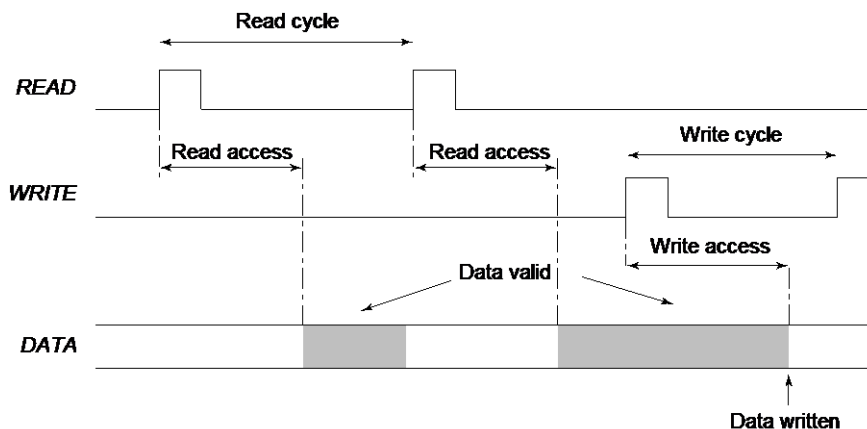 Read cycle
READ
Read access
Read access
Write cycle
WRITE
Write access
Data valid
DATA
Data written